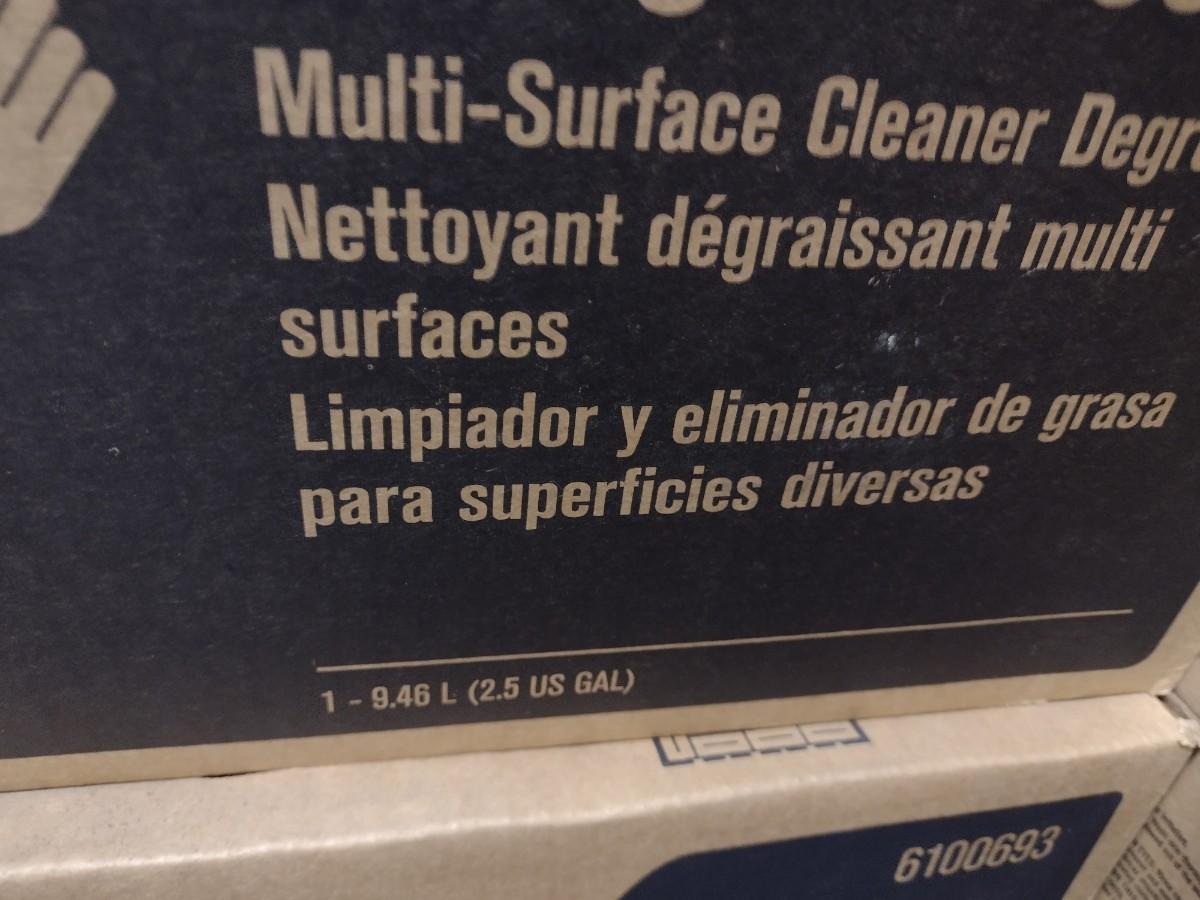 Multi-Surface Cleaner Degr
Nettoyant dégraissant multi
surfaces
Limpiador y eliminador de grasa
para superficies diversas
1 - 9.46 L (2.5 US GAL)
6100693